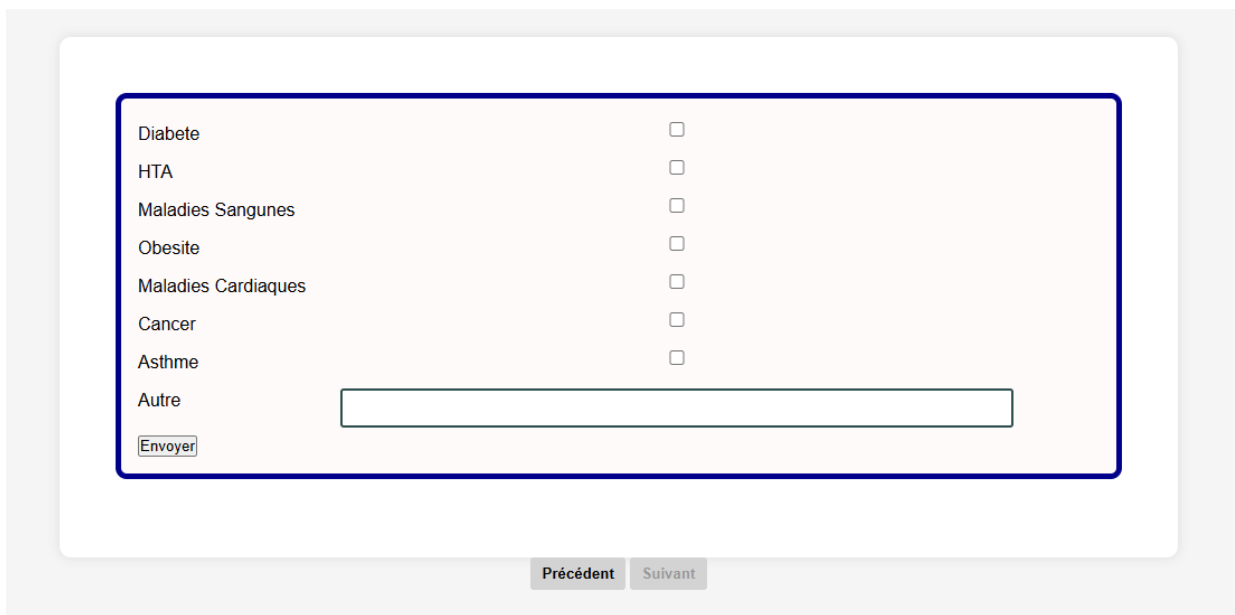 Diabete
HTA
Maladies Sangunes
Obesite
Maladies Cardiaques
Cancer
Asthme
Autre
Envoyer
Précédent Suivant